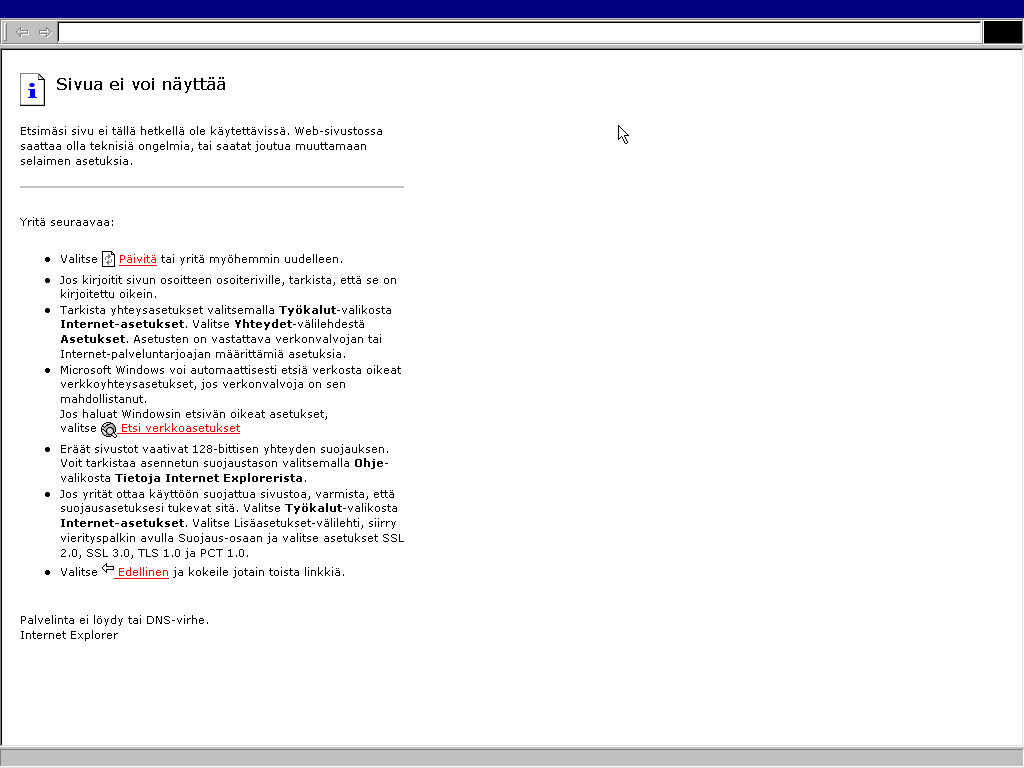 Sivua ei voi näyttää
Etsimäsi sivu ei tällä hetkellä ole käytettävissä. Web-sivustossa
saattaa olla teknisiä ongelmia, tai saatat joutua muuttamaan
selaimen asetuksia.
Yritä seuraavaa:
Valitse Päivitä tai yritä myöhemmin uudelleen.
Jos kirjoitit sivun osoitteen osoiteriville, tarkista, että se on
kirjoitettu oikein.
Tarkista yhteysasetukset valitsemalla Työkalut-valikosta
Internet-asetukset. Valitse Yhteydet-välilehdestä
Asetukset. Asetusten on vastattava verkonvalvojan tai
Internet-palveluntarjoajan määrittämiä asetuksia.
Microsoft Windows voi automaattisesti etsiä verkosta oikeat
verkkoyhteysasetukset, jos verkonvalvoja on sen
mahdollistanut.
Jos haluat Windowsin etsivän oikeat asetukset,
valitse Etsi verkkoasetukset
Eräät sivustot vaativat 128-bittisen yhteyden suojauksen.
Voit tarkistaa asennetun suojaustason valitsemalla Ohje-
valikosta Tietoja Internet Explorerista.
Jos yrität ottaa käyttöön suojattua sivustoa, varmista, että
suojausasetuksesi tukevat sitä. Valitse Työkalut-valikosta
Internet-asetukset. Valitse Lisäasetukset-välilehti, siirry
vierityspalkin avulla Suojaus-osaan ja valitse asetukset SSL
2.0, SSL 3.0, TLS 1.0 ja PCT 1.0.
Valitse Edellinen ja kokeile jotain toista linkkiä.
Palvelinta ei löydy tai DNS-virhe.
Internet Explorer